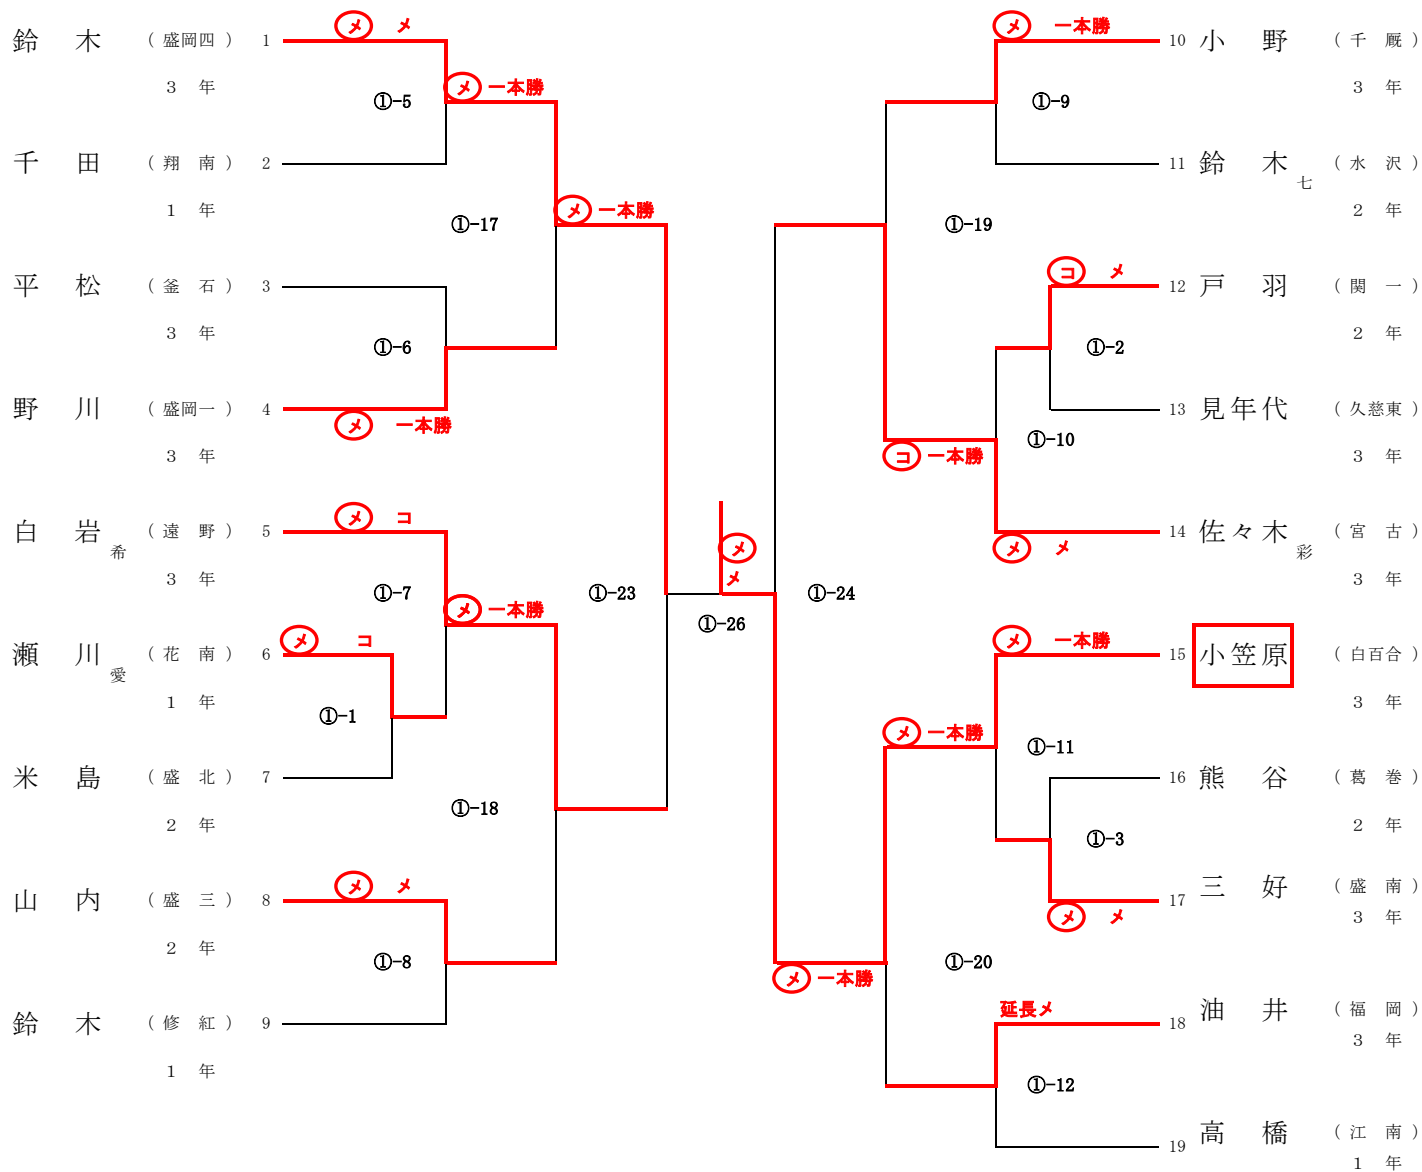 鈴木 (盛岡四) 1 メ メ
3年
①-5
メ 一本勝
千田 (翔南) 2
1年
①-17
メ 一本勝
平松 (釜石) 3
3年
①-6
野川 (盛岡一) 4 メ 一本勝
3年
白岩希 (遠野) 5 メ コ
3年
①-7
メ 一本勝
①-23
瀬川愛 (花南) 6 メ コ
1年
①-1
米島 (盛北) 7
2年
①-18
山内 (盛三) 8 メ メ
2年
①-8
鈴木 (修紅) 9
1年
メ
メ
①-26
メ 一本勝 10 小野 (千厩)
3年
①-9
11 鈴木七 (水沢)
2年
①-19
コ メ 12 戸羽 (関一)
2年
①-2
13 見年代 (久慈東)
3年
①-10
コ 一本勝
メ メ 14 佐々木彩 (宮古)
3年
①-24
メ 一本勝 15 小笠原 (白百合)
3年
メ 一本勝
①-11
16 熊谷 (葛巻)
2年
①-3
メ メ 17 三好 (盛南)
3年
①-20
メ 一本勝
延長メ 18 油井 (福岡)
3年
①-12
19 高橋 (江南)
1年